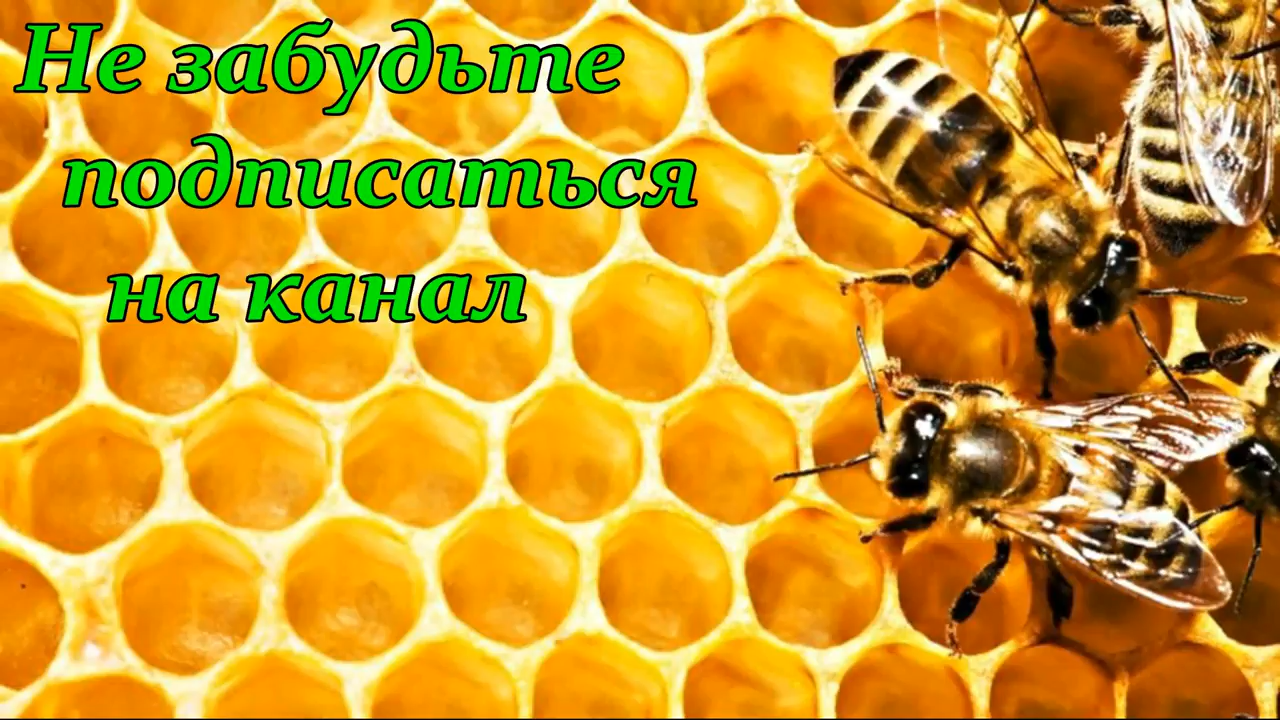 Не забудьте
подписаться
на канал